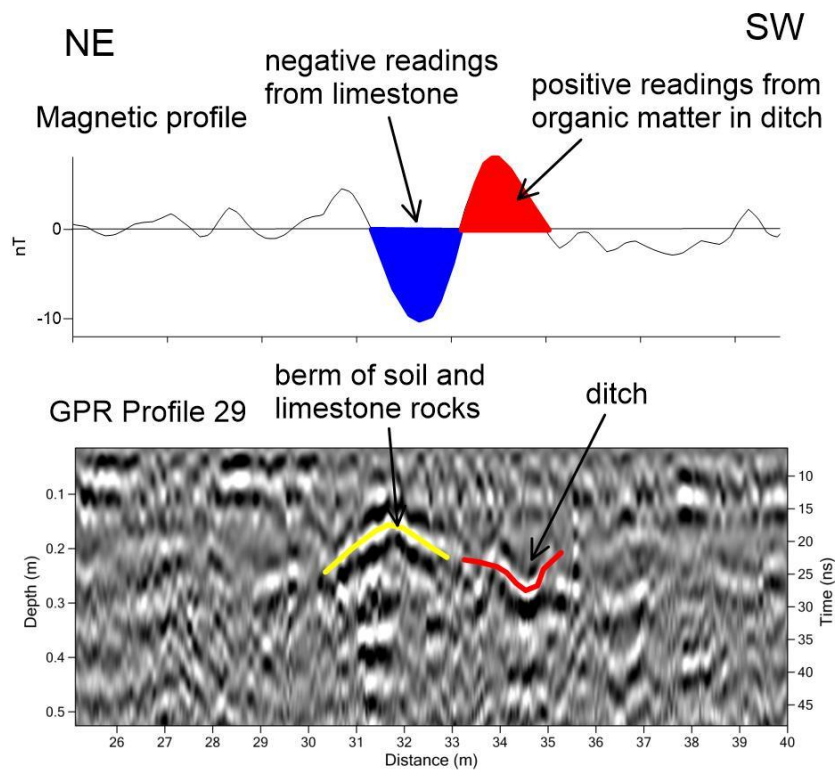 NE
SW
negative readings
from limestone
positive readings from
organic matter in ditch
Magnetic profile
0
nT
-10
berm of soil and
limestone rocks
ditch
GPR Profile 29
0.1
0.2
0.3
0.4
0.5
Depth (m)
10
15
20
25
30
35
40
45
Time (ns)
26 27 28 29 30 31 32 33 34 35 36 37 38 39 40
Distance (m)